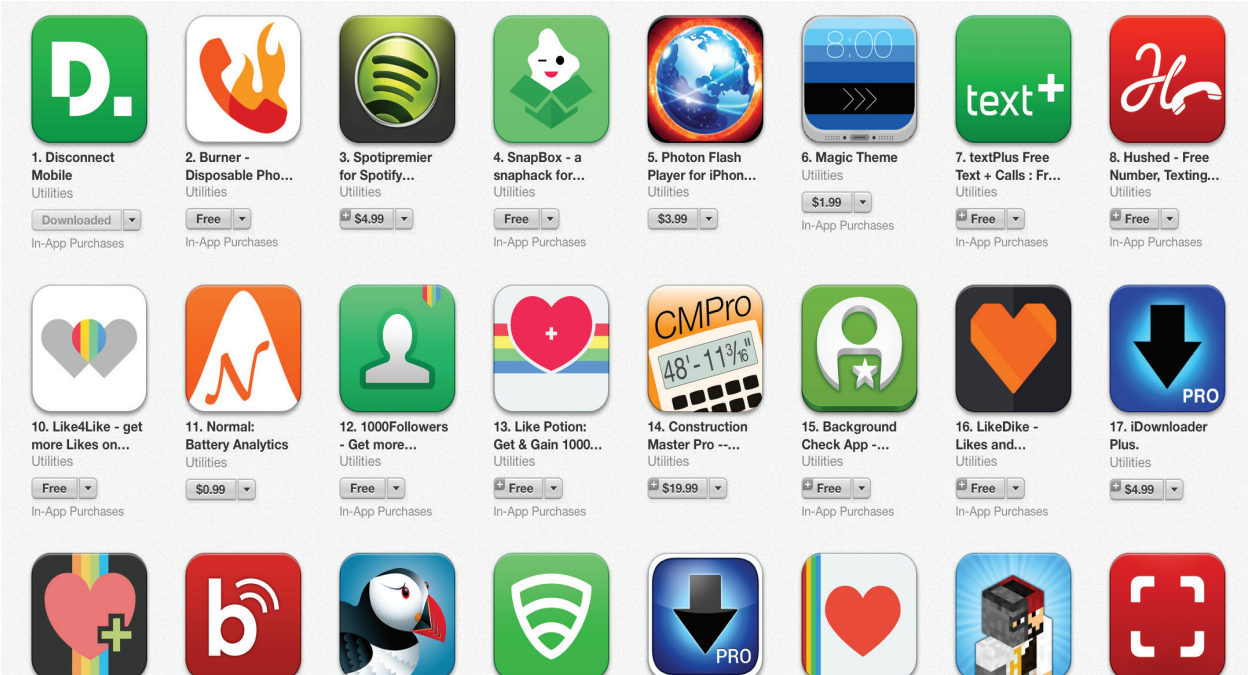 D.
8:00
text+
H
1. Disconnect
Mobile
Utilities
Downloaded
In-App Purchases
2. Burner -
Disposable Pho...
Utilities
Free
In-App Purchases
3. Spotipremier
for Spotify...
Utilities
+ $4.99
4. SnapBox - a
snaphack for...
Utilities
Free
In-App Purchases
5. Photon Flash
Player for iPhon...
Utilities
$3.99
6. Magic Theme
Utilities
$1.99
In-App Purchases
7. textPlus Free
Text + Calls : Fr...
Utilities
+ Free
In-App Purchases
8. Hushed - Free
Number, Texting...
Utilities
+ Free
In-App Purchases
N
CMPro
48'-11 3/16"
PRO
10. Like4Like - get
more Likes on...
Utilities
Free
In-App Purchases
11. Normal:
Battery Analytics
Utilities
$0.99
12. 1000Followers
- Get more...
Utilities
Free
In-App Purchases
13. Like Potion:
Get & Gain 1000...
Utilities
+ Free
In-App Purchases
14. Construction
Master Pro --...
Utilities
+ $19.99
15. Background
Check App -...
Utilities
+ Free
In-App Purchases
16. LikeDike -
Likes and...
Utilities
+ Free
In-App Purchases
17. iDownloader
Plus.
Utilities
+ $4.99
b
PRO